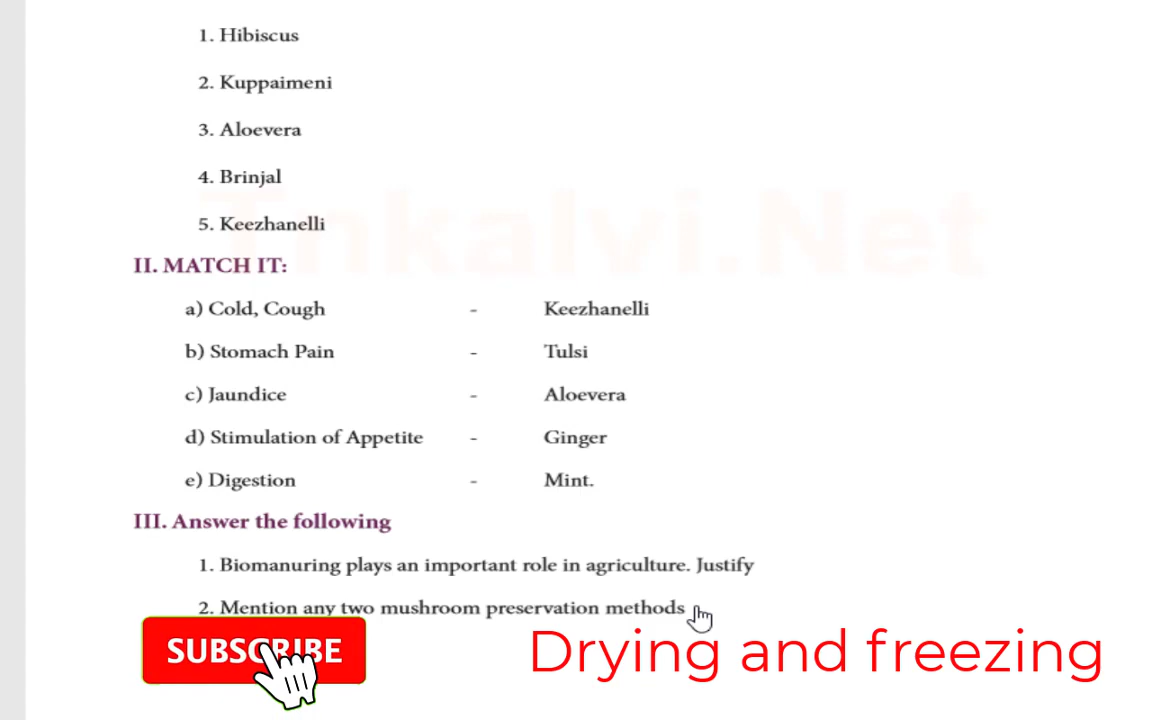 1. Hibiscus
2. Kuppaimeni
3. Aloevera
4. Brinjal
Tnkalvi.Net
5. Keezhanelli
II. MATCH IT:
a) Cold, Cough - Keezhanelli
b) Stomach Pain - Tulsi
c) Jaundice - Aloevera
d) Stimulation of Appetite - Ginger
e) Digestion - Mint.
III. Answer the following
1. Biomanuring plays an important role in agriculture. Justify
2. Mention any two mushroom preservation methods
SUBSCRIBE
Drying and freezing